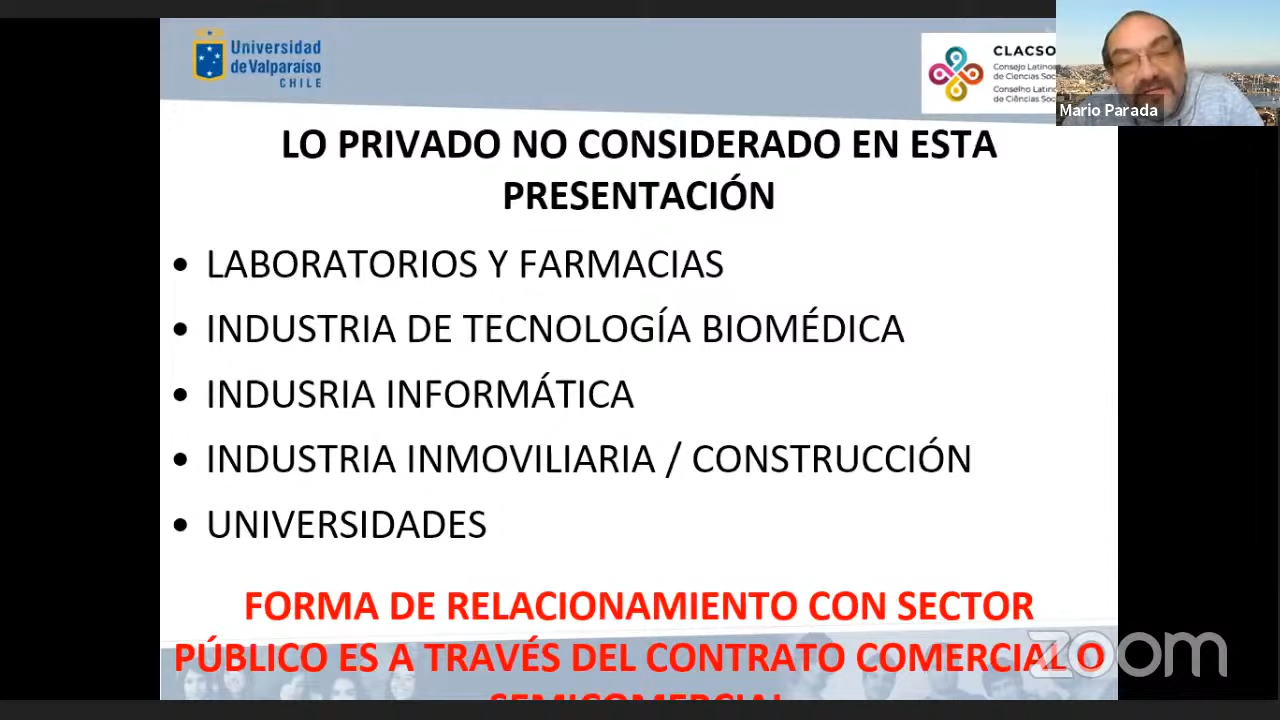 Universidad
de Valparaíso
CHILE
CLACSO
Consejo Latino
de Ciencias Soc
Conselho Latin
de Ciências Soc
Mario Parada
LO PRIVADO NO CONSIDERADO EN ESTA
PRESENTACIÓN
• LABORATORIOS Y FARMACIAS
• INDUSTRIA DE TECNOLOGÍA BIOMÉDICA
• INDUSRIA INFORMÁTICA
• INDUSTRIA INMOVILIARIA / CONSTRUCCIÓN
• UNIVERSIDADES
FORMA DE RELACIONAMIENTO CON SECTOR
PÚBLICO ES A TRAVÉS DEL CONTRATO COMERCIAL O
SEMICOMERCIAL
zoom